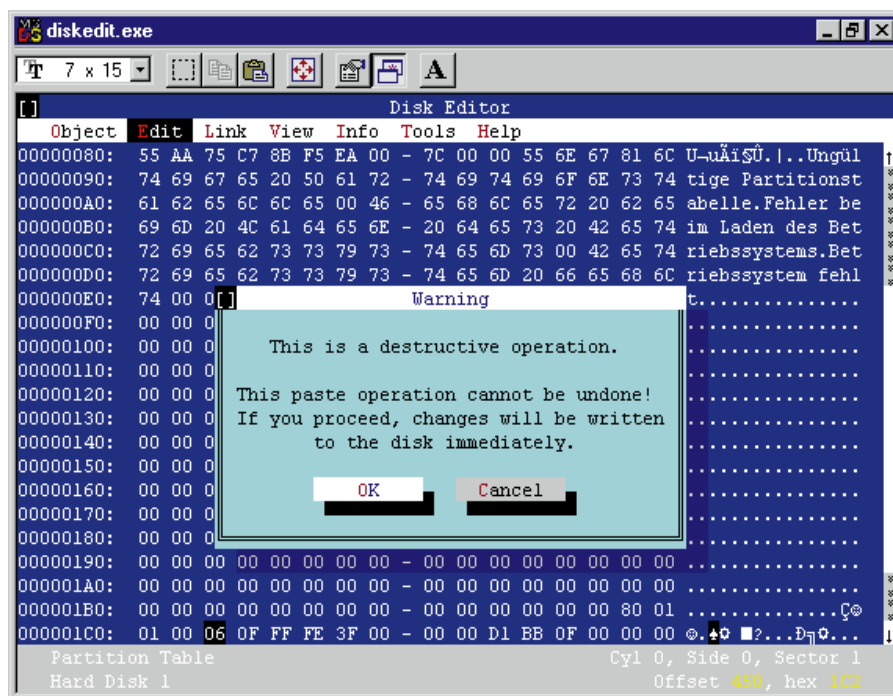 diskedit.exe
7 x 15
A
[ ] Disk Editor
Object Edit Link View Info Tools Help
00000080: 55 AA 75 C7 8B F5 EA 00 - 7C 00 00 55 6E 67 81 6C U¬uÃï§Û.|..Ungül
00000090: 74 69 67 65 20 50 61 72 - 74 69 74 69 6F 6E 73 74 tige Partitionst
000000A0: 61 62 65 6C 6C 65 00 46 - 65 68 6C 65 72 20 62 65 abelle.Fehler be
000000B0: 69 6D 20 4C 61 64 65 6E - 20 64 65 73 20 42 65 74 im Laden des Bet
000000C0: 72 69 65 62 73 73 79 73 - 74 65 6D 73 00 42 65 74 riebssystems.Bet
000000D0: 72 69 65 62 73 73 79 73 - 74 65 6D 20 66 65 68 6C riebssystem fehl
000000E0: 74 00 0 t...............
000000F0: 00 00 0 ................
00000100: 00 00 0 ................
00000110: 00 00 0 ................
00000120: 00 00 0 ................
00000130: 00 00 0 ................
00000140: 00 00 0 ................
00000150: 00 00 0 ................
00000160: 00 00 0 ................
00000170: 00 00 0 ................
00000180: 00 00 0 ................
00000190: 00 00 00 00 00 00 00 00 - 00 00 00 00 00 00 00 00 ................
000001A0: 00 00 00 00 00 00 00 00 - 00 00 00 00 00 00 00 00 ................
000001B0: 00 00 00 00 00 00 00 00 - 00 00 00 00 00 00 80 01 ..............Ç☺
000001C0: 01 00 06 0F FF FE 3F 00 - 00 00 D1 BB 0F 00 00 00 ☺.♠☼ ■?...Ð╗☼...
[ ] Warning
This is a destructive operation.
This paste operation cannot be undone!
If you proceed, changes will be written
to the disk immediately.
OK Cancel
Partition Table Cyl 0, Side 0, Sector 1
Hard Disk 1 Offset 450, hex 1C2